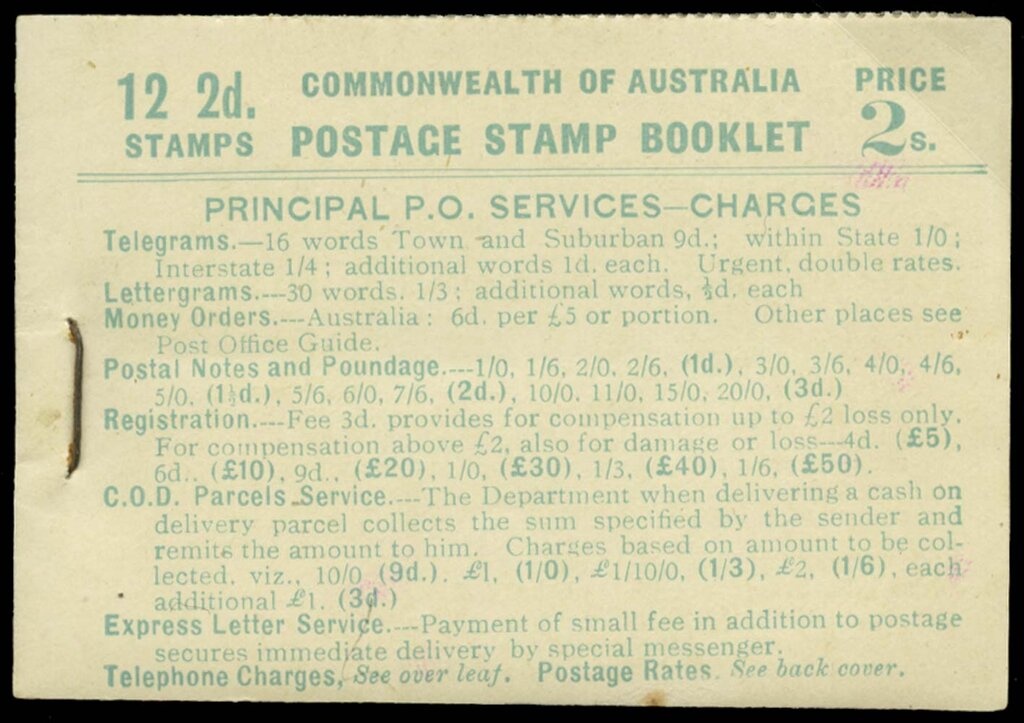 12 2d. COMMONWEALTH OF AUSTRALIA PRICE
STAMPS POSTAGE STAMP BOOKLET 2s.
PRINCIPAL P.O. SERVICES—CHARGES
Telegrams.—16 words Town and Suburban 9d.; within State 1/0;
Interstate 1/4; additional words 1d. each. Urgent, double rates.
Lettergrams.—30 words. 1/3; additional words, ½d. each
Money Orders.—Australia: 6d. per £5 or portion. Other places see
Post Office Guide.
Postal Notes and Poundage.—1/0, 1/6, 2/0, 2/6, (1d.), 3/0, 3/6, 4/0, 4/6,
5/0, (1½d.), 5/6, 6/0, 7/6, (2d.), 10/0, 11/0, 15/0, 20/0, (3d.)
Registration.—Fee 3d. provides for compensation up to £2 loss only.
For compensation above £2, also for damage or loss—4d. (£5),
6d., (£10), 9d., (£20), 1/0, (£30), 1/3, (£40), 1/6, (£50).
C.O.D. Parcels Service.—The Department when delivering a cash on
delivery parcel collects the sum specified by the sender and
remits the amount to him. Charges based on amount to be col-
lected, viz., 10/0 (9d.), £1, (1/0), £1/10/0, (1/3), £2, (1/6), each
additional £1. (3d.)
Express Letter Service.—Payment of small fee in addition to postage
secures immediate delivery by special messenger.
Telephone Charges, See over leaf. Postage Rates. See back cover.